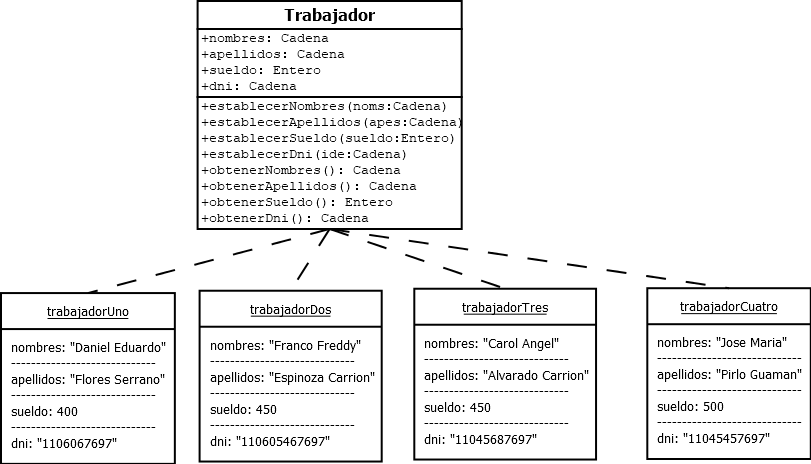 Trabajador
+nombres: Cadena
+apellidos: Cadena
+sueldo: Entero
+dni: Cadena
+establecerNombres(noms:Cadena)
+establecerApellidos(apes:Cadena)
+establecerSueldo(sueldo:Entero)
+establecerDni(ide:Cadena)
+obtenerNombres(): Cadena
+obtenerApellidos(): Cadena
+obtenerSueldo(): Entero
+obtenerDni(): Cadena
trabajadorUno
nombres: "Daniel Eduardo"
apellidos: "Flores Serrano"
sueldo: 400
dni: "1106067697"
trabajadorDos
nombres: "Franco Freddy"
apellidos: "Espinoza Carrion"
sueldo: 450
dni: "110605467697"
trabajadorTres
nombres: "Carol Angel"
apellidos: "Alvarado Carrion"
sueldo: 450
dni: "11045687697"
trabajadorCuatro
nombres: "Jose Maria"
apellidos: "Pirlo Guaman"
sueldo: 500
dni: "11045457697"